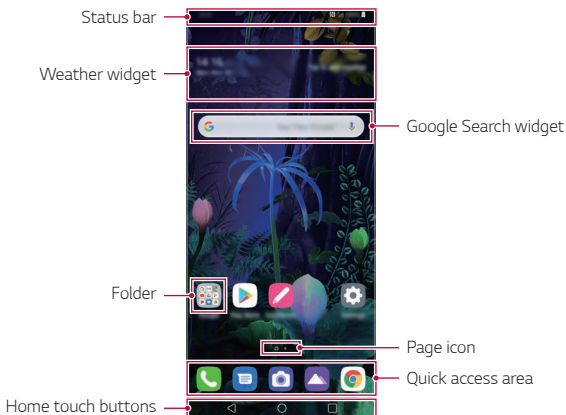 Status bar
Weather widget
Google Search widget
Folder
Page icon
Quick access area
Home touch buttons